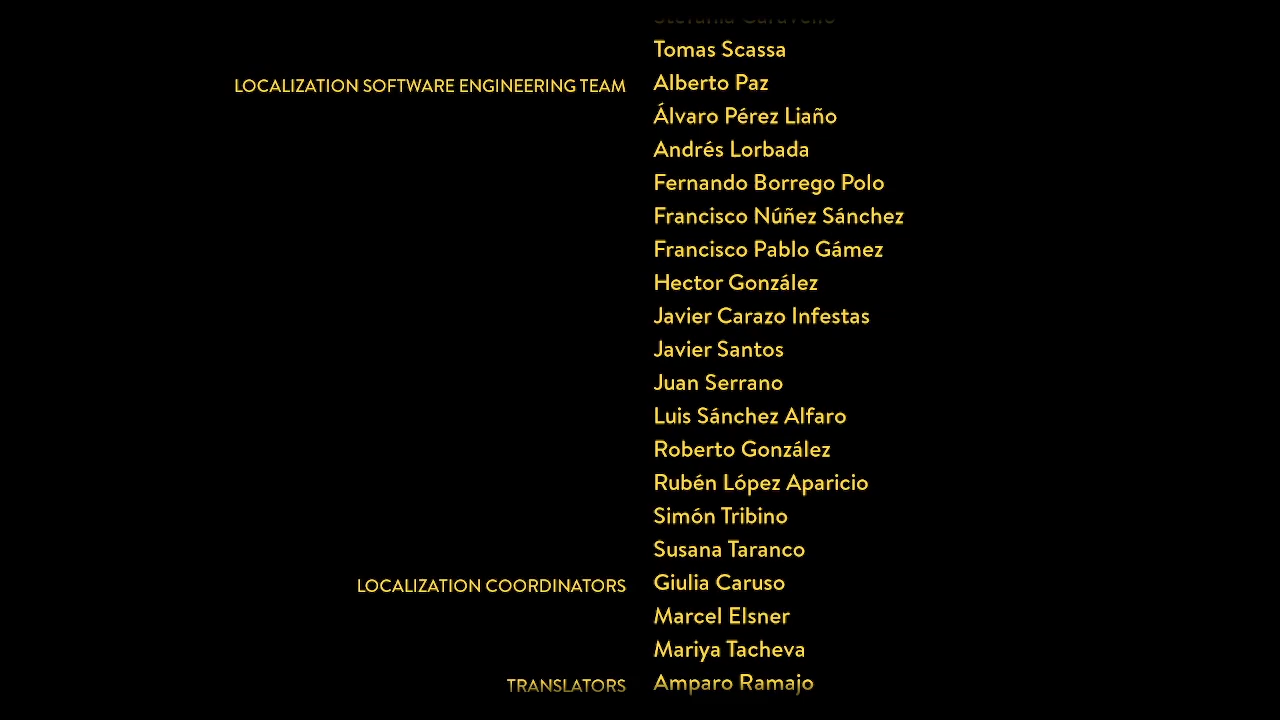 Tomas Scassa
LOCALIZATION SOFTWARE ENGINEERING TEAM Alberto Paz
Álvaro Pérez Liaño
Andrés Lorbada
Fernando Borrego Polo
Francisco Núñez Sánchez
Francisco Pablo Gámez
Hector González
Javier Carazo Infestas
Javier Santos
Juan Serrano
Luis Sánchez Alfaro
Roberto González
Rubén López Aparicio
Simón Tribino
Susana Taranco
LOCALIZATION COORDINATORS Giulia Caruso
Marcel Elsner
Mariya Tacheva
TRANSLATORS Amparo Ramajo